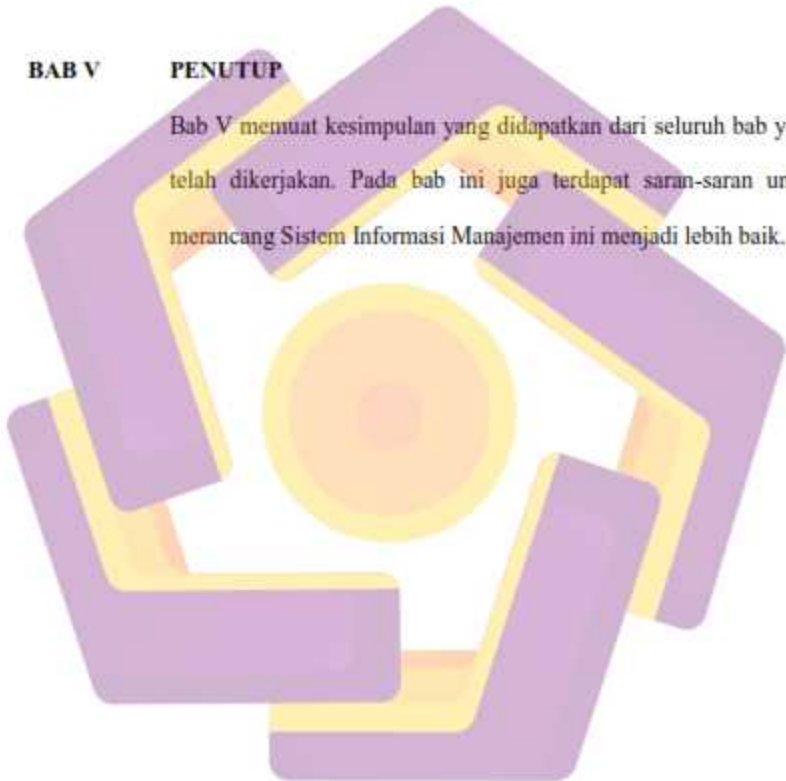 BAB V PENUTUP
Bab V memuat kesimpulan yang didapatkan dari seluruh bab y
telah dikerjakan. Pada bab ini juga terdapat saran-saran un
merancang Sistem Informasi Manajemen ini menjadi lebih baik.